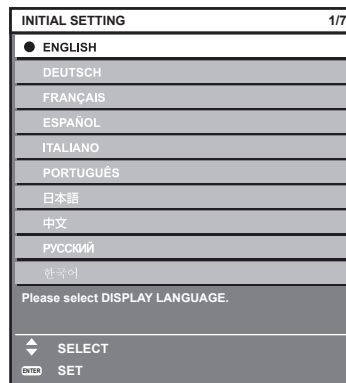 INITIAL SETTING 1/7
ENGLISH
DEUTSCH
FRANÇAIS
ESPAÑOL
ITALIANO
PORTUGUÊS
日本語
中文
РУССКИЙ
한국어
Please select DISPLAY LANGUAGE.
SELECT
ENTER SET